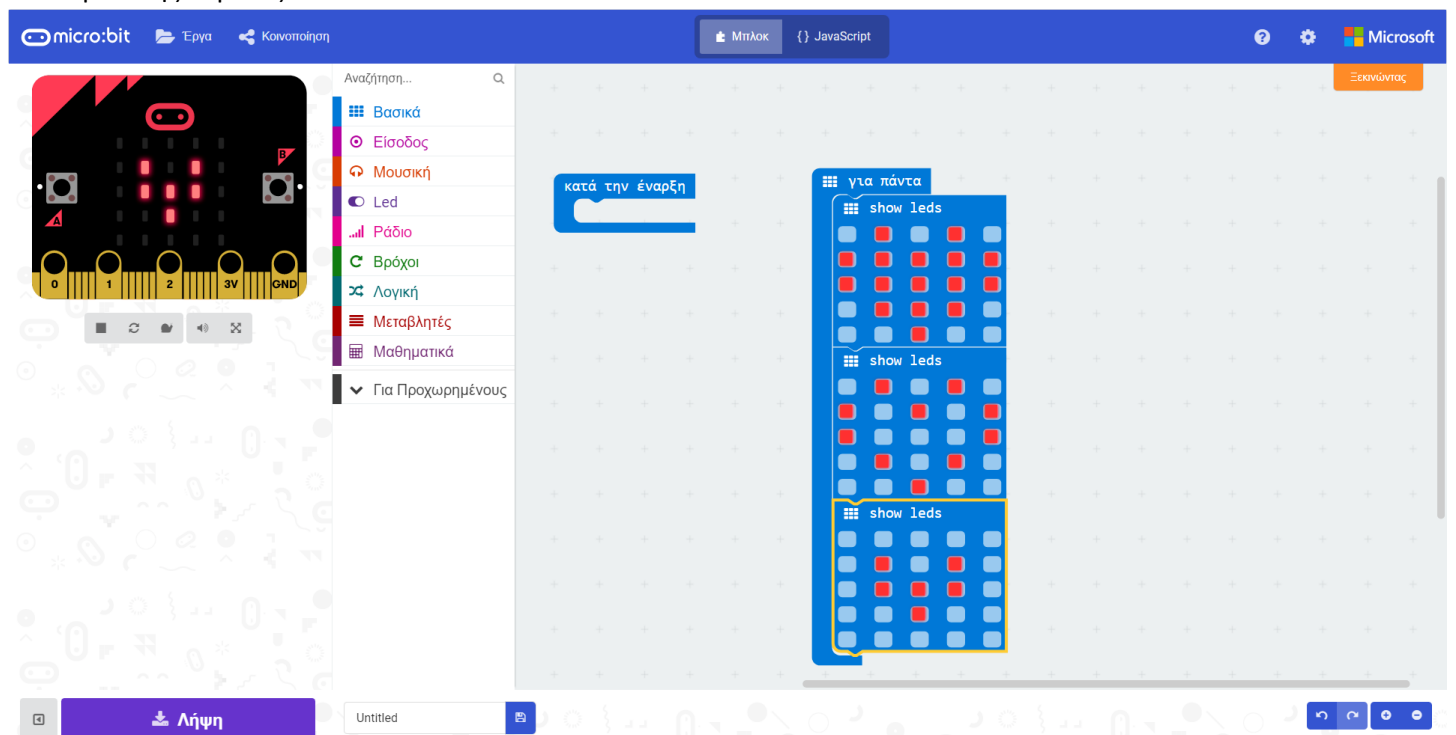 micro:bit Έργα Κοινοποίηση Μπλοκ {} JavaScript ? Microsoft
Αναζήτηση...
Ξεκινώντας
Βασικά
Είσοδος
Μουσική
Led
Ράδιο
Βρόχοι
Λογική
Μεταβλητές
Μαθηματικά
Για Προχωρημένους
A
B
0 1 2 3V GND
κατά την έναρξη
για πάντα
show leds
show leds
show leds
Λήψη
Untitled